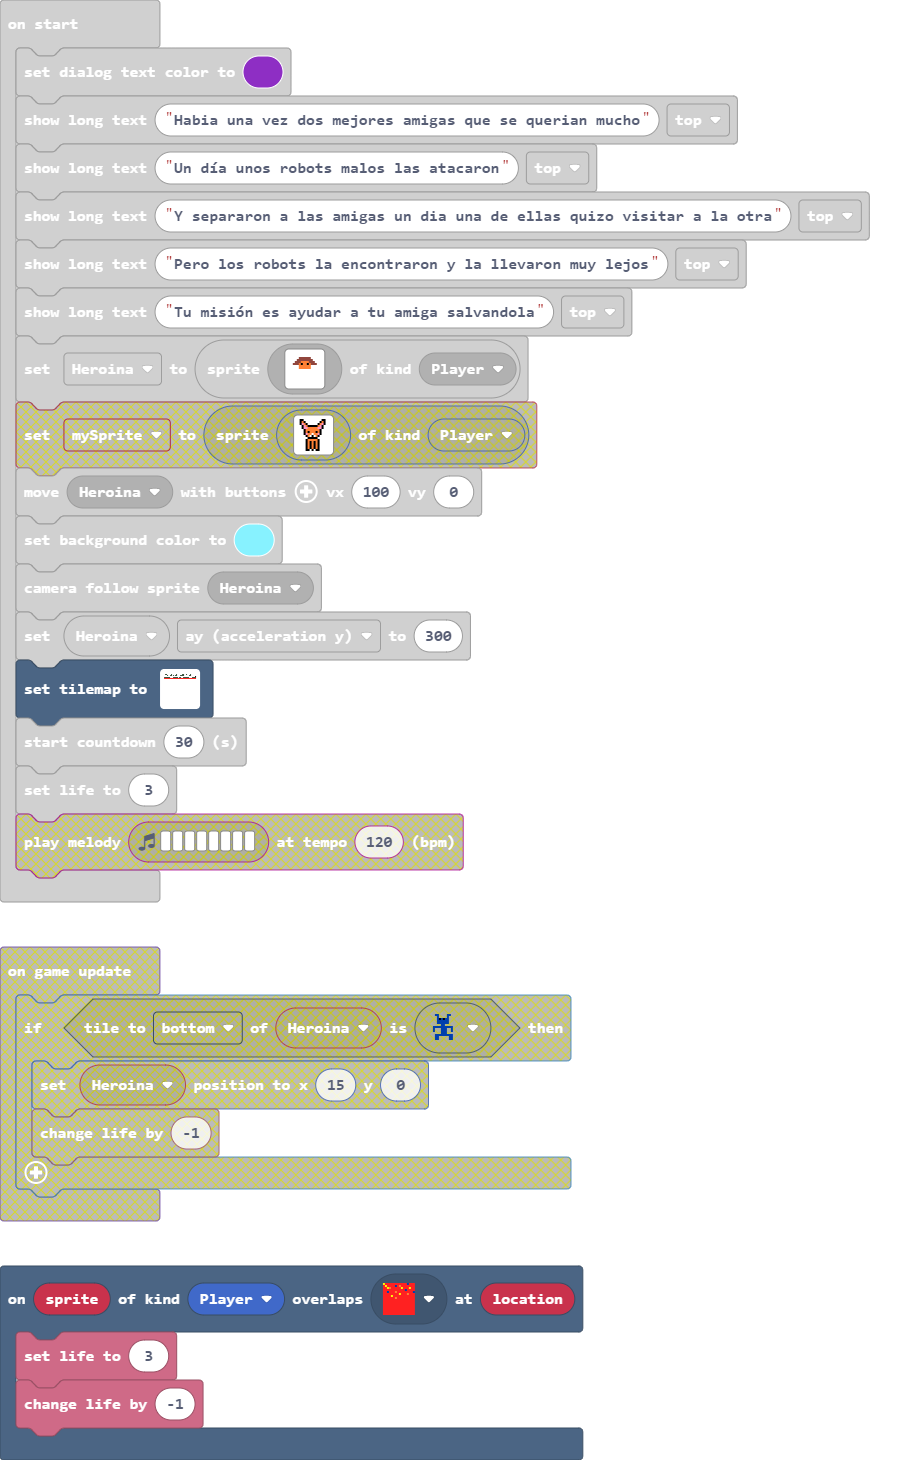 on start
set dialog text color to
show long text "Habia una vez dos mejores amigas que se querian mucho" top
show long text "Un día unos robots malos las atacaron" top
show long text "Y separaron a las amigas un dia una de ellas quizo visitar a la otra" top
show long text "Pero los robots la encontraron y la llevaron muy lejos" top
show long text "Tu misión es ayudar a tu amiga salvandola" top
set Heroina to sprite of kind Player
set mySprite to sprite of kind Player
move Heroina with buttons vx 100 vy 0
set background color to
camera follow sprite Heroina
set Heroina ay (acceleration y) to 300
set tilemap to
start countdown 30 (s)
set life to 3
play melody at tempo 120 (bpm)
on game update
if tile to bottom of Heroina is then
set Heroina position to x 15 y 0
change life by -1
on sprite of kind Player overlaps at location
set life to 3
change life by -1